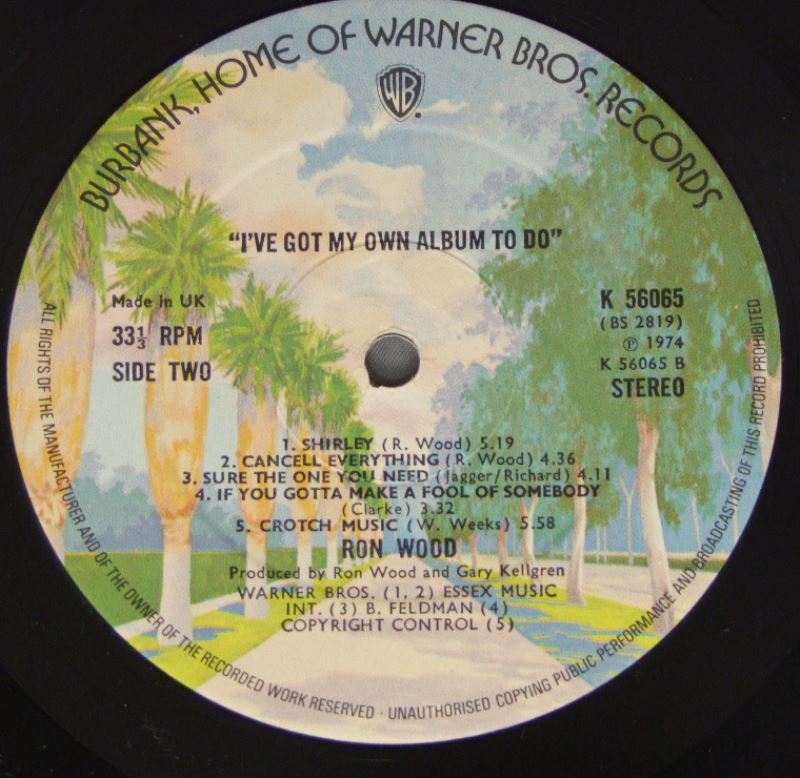 BURBANK, HOME OF WARNER BROS. RECORDS
WB
"I'VE GOT MY OWN ALBUM TO DO"
Made in UK
33⅓ RPM
SIDE TWO
K 56065
(BS 2819)
℗ 1974
K 56065 B
STEREO
1. SHIRLEY (R. Wood) 5.19
2. CANCELL EVERYTHING (R. Wood) 4.36
3. SURE THE ONE YOU NEED (Jagger/Richard) 4.11
4. IF YOU GOTTA MAKE A FOOL OF SOMEBODY
(Clarke) 3.32
5. CROTCH MUSIC (W. Weeks) 5.58
RON WOOD
Produced by Ron Wood and Gary Kellgren
WARNER BROS. (1, 2) ESSEX MUSIC
INT. (3) B. FELDMAN (4)
COPYRIGHT CONTROL (5)
ALL RIGHTS OF THE MANUFACTURER AND OF THE OWNER OF THE RECORDED WORK RESERVED · UNAUTHORISED COPYING PUBLIC PERFORMANCE AND BROADCASTING OF THIS RECORD PROHIBITED